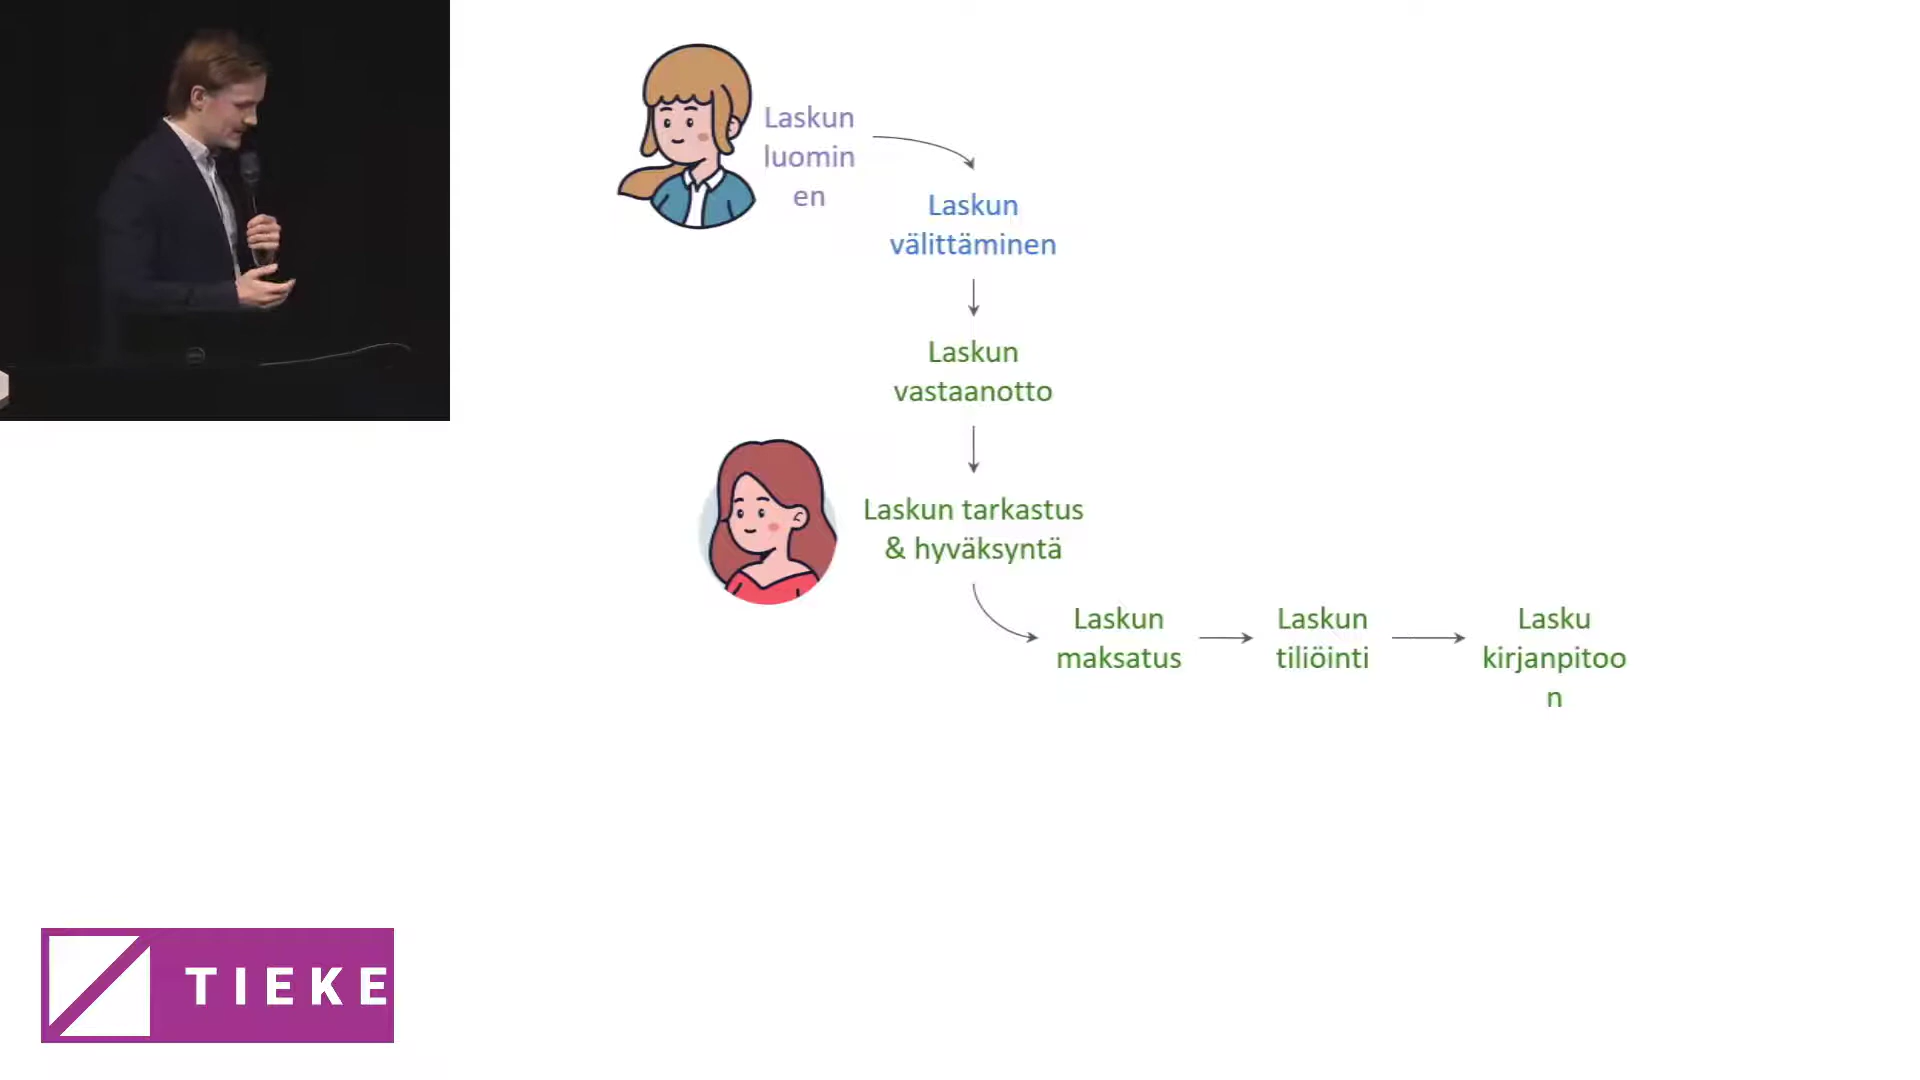 Laskun
luomin
en
Laskun
välittäminen
Laskun
vastaanotto
Laskun tarkastus
& hyväksyntä
Laskun
maksatus
Laskun
tiliöinti
Lasku
kirjanpitoo
n
TIEKE